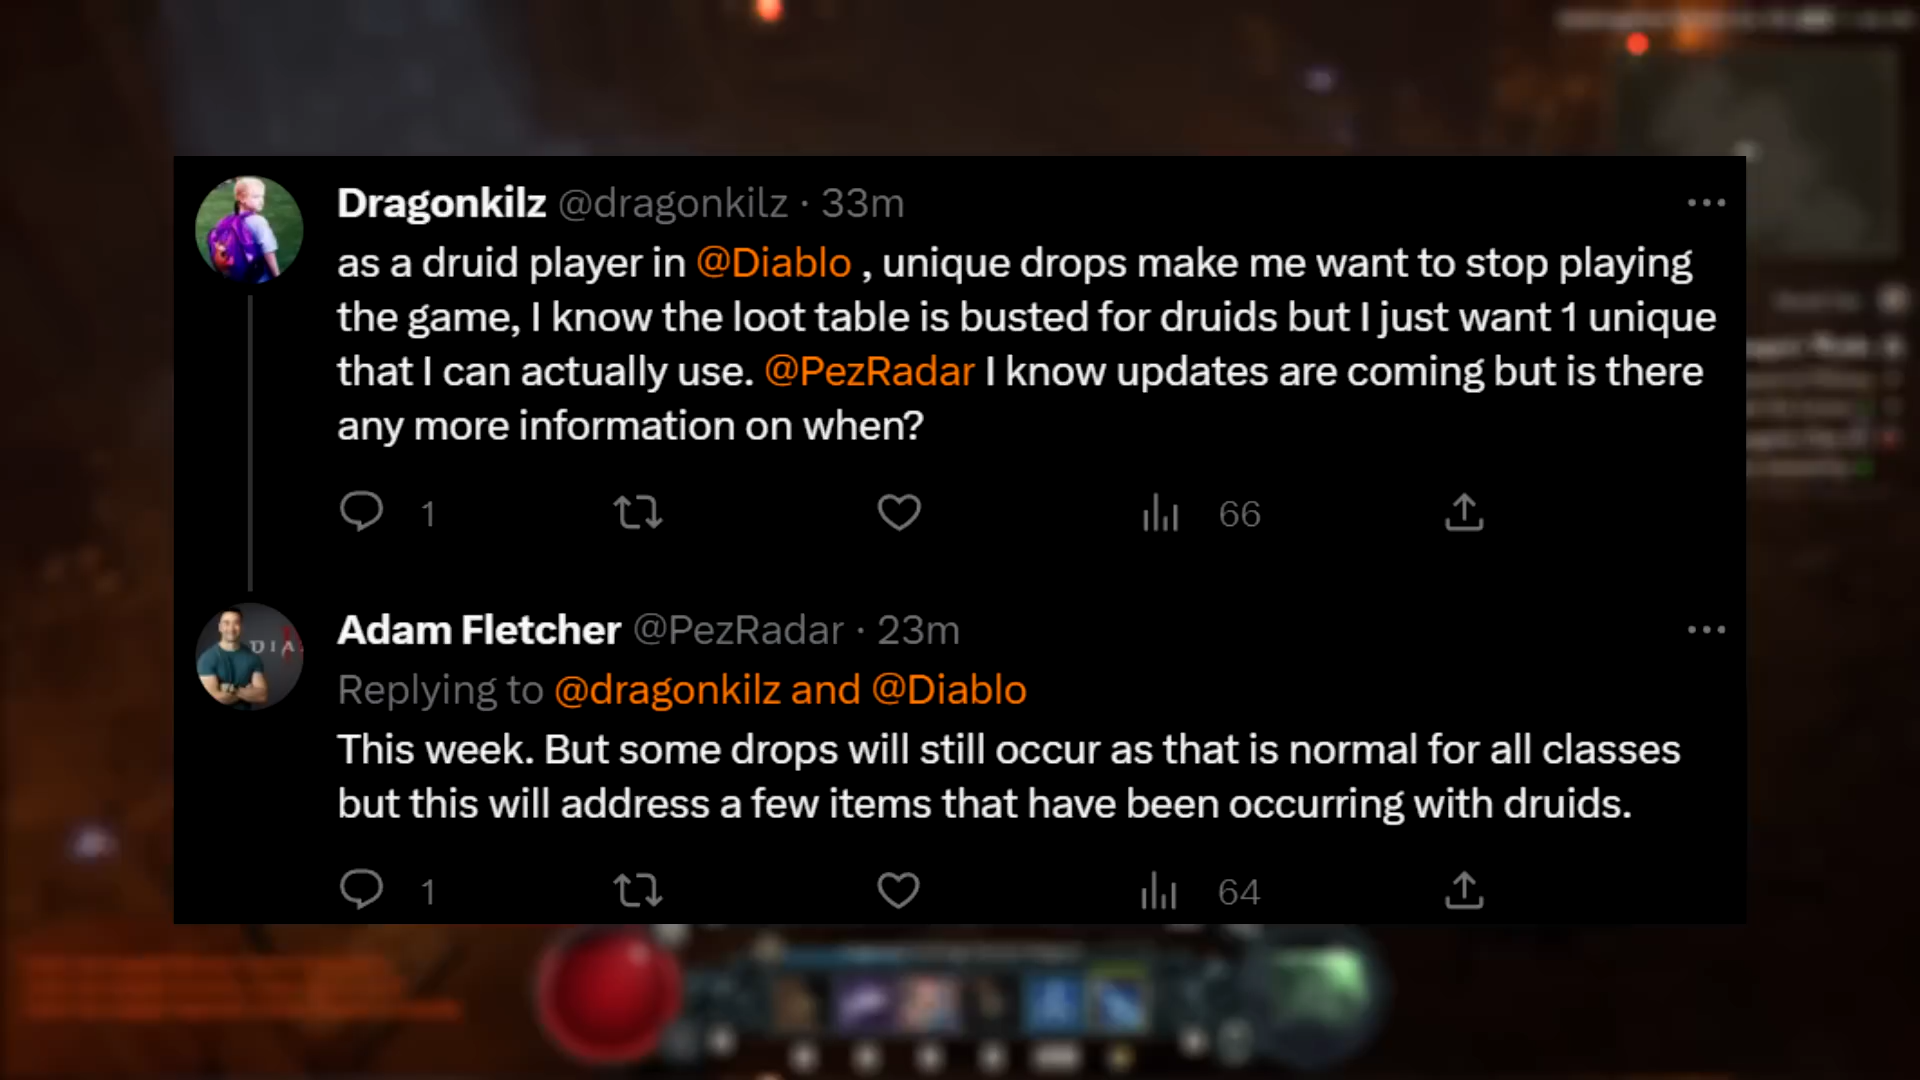 Dragonkilz @dragonkilz · 33m
as a druid player in @Diablo , unique drops make me want to stop playing
the game, I know the loot table is busted for druids but I just want 1 unique
that I can actually use. @PezRadar I know updates are coming but is there
any more information on when?
1 66
Adam Fletcher @PezRadar · 23m
DIA
Replying to @dragonkilz and @Diablo
This week. But some drops will still occur as that is normal for all classes
but this will address a few items that have been occurring with druids.
1 64